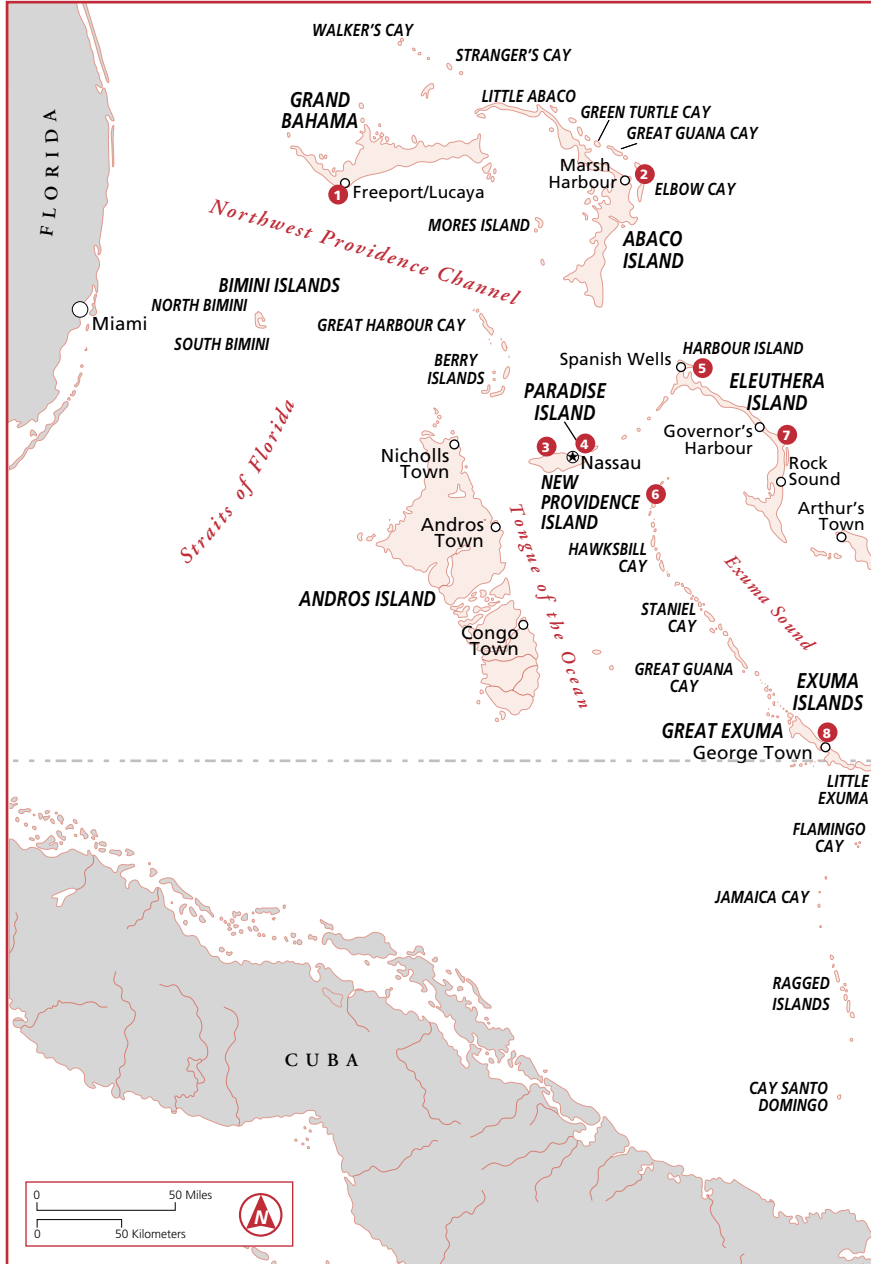 WALKER'S CAY
STRANGER'S CAY
LITTLE ABACO
GRAND
BAHAMA
GREEN TURTLE CAY
GREAT GUANA CAY
FLORIDA
Marsh
Harbour
2
1
Freeport/Lucaya
ELBOW CAY
Northwest Providence Channel
MORES ISLAND
ABACO
ISLAND
BIMINI ISLANDS
NORTH BIMINI
Miami
SOUTH BIMINI
GREAT HARBOUR CAY
BERRY
ISLANDS
Spanish Wells
HARBOUR ISLAND
5
ELEUTHERA
ISLAND
PARADISE
ISLAND
Straits of Florida
Nicholls
Town
3
4
Nassau
Governor's
Harbour
7
NEW
PROVIDENCE
ISLAND
6
Rock
Sound
Arthur's
Town
Andros
Town
Tongue of the Ocean
HAWKSBILL
CAY
Exuma Sound
ANDROS ISLAND
STANIEL
CAY
Congo
Town
GREAT GUANA
CAY
EXUMA
ISLANDS
GREAT EXUMA
8
George Town
LITTLE
EXUMA
FLAMINGO
CAY
JAMAICA CAY
RAGGED
ISLANDS
CUBA
CAY SANTO
DOMINGO
0 50 Miles
0 50 Kilometers
N